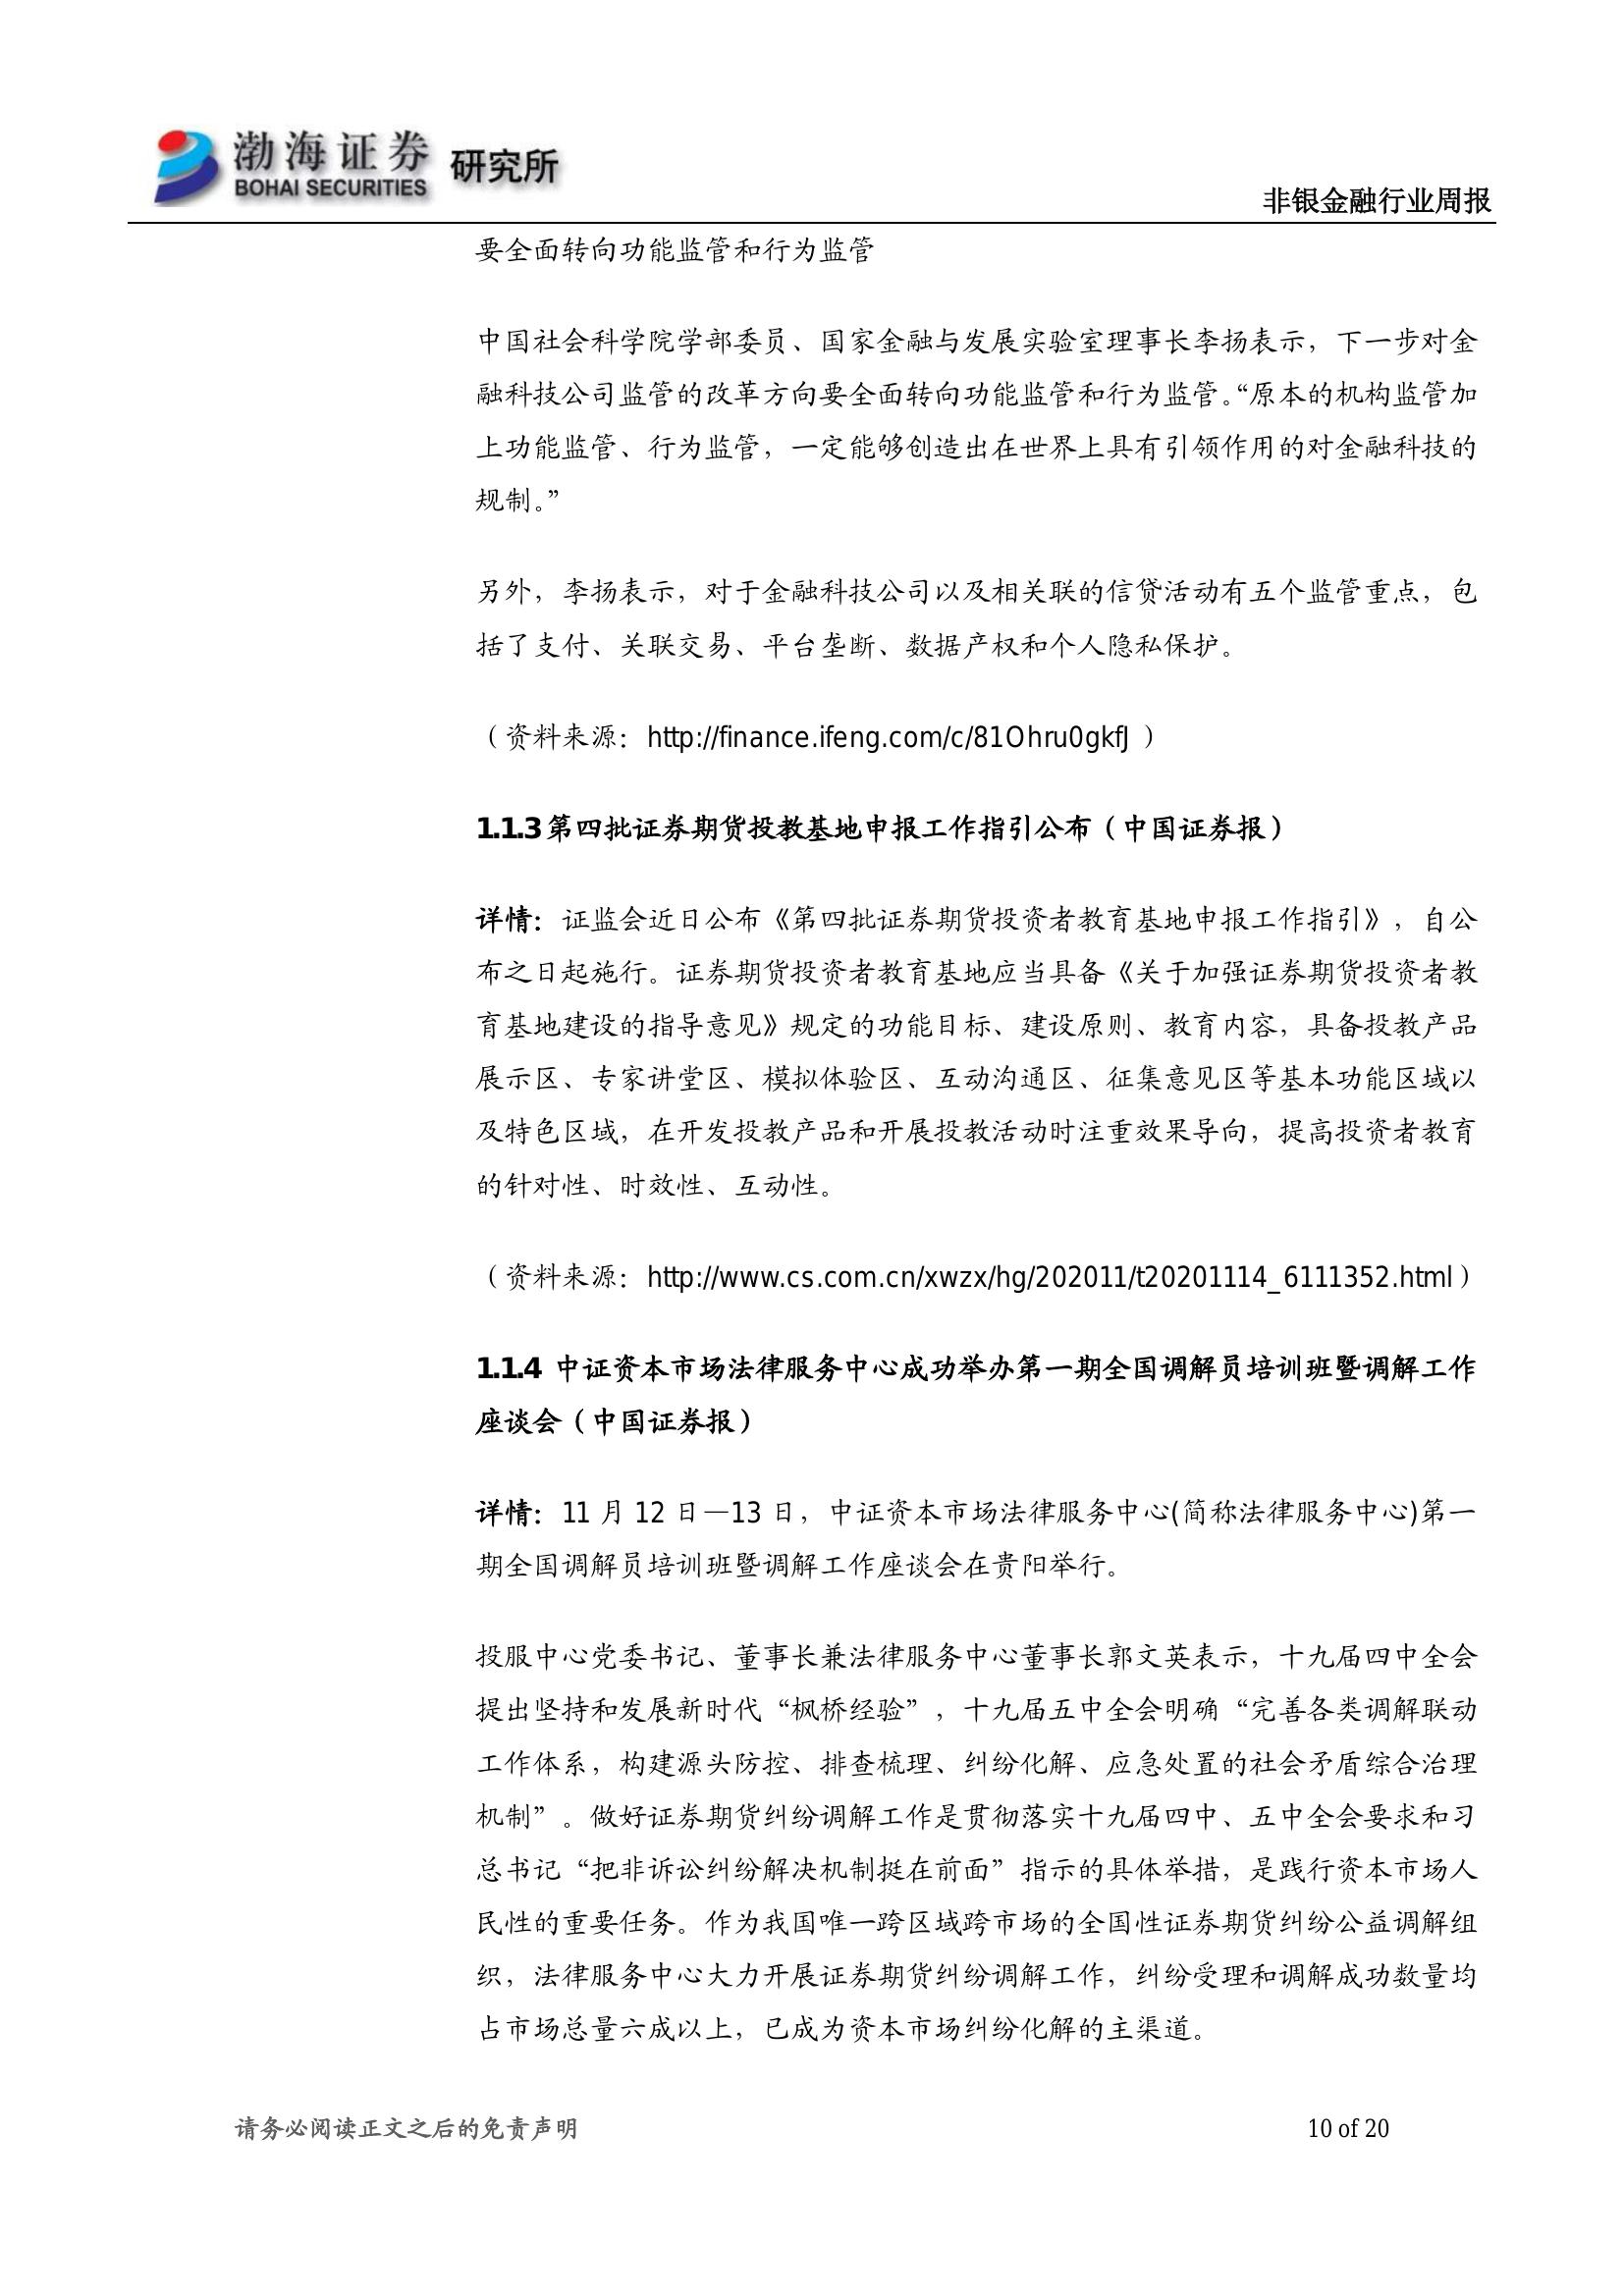 渤海证券
BOHAI SECURITIES
研究所
非银金融行业周报
要全面转向功能监管和行为监管
中国社会科学院学部委员、国家金融与发展实验室理事长李扬表示，下一步对金
融科技公司监管的改革方向要全面转向功能监管和行为监管。“原本的机构监管加
上功能监管、行为监管，一定能够创造出在世界上具有引领作用的对金融科技的
规制。”
另外，李扬表示，对于金融科技公司以及相关联的信贷活动有五个监管重点，包
括了支付、关联交易、平台垄断、数据产权和个人隐私保护。
（资料来源：http://finance.ifeng.com/c/81Ohru0gkfJ）
1.1.3 第四批证券期货投教基地申报工作指引公布（中国证券报）
详情：证监会近日公布《第四批证券期货投资者教育基地申报工作指引》，自公
布之日起施行。证券期货投资者教育基地应当具备《关于加强证券期货投资者教
育基地建设的指导意见》规定的功能目标、建设原则、教育内容，具备投教产品
展示区、专家讲堂区、模拟体验区、互动沟通区、征集意见区等基本功能区域以
及特色区域，在开发投教产品和开展投教活动时注重效果导向，提高投资者教育
的针对性、时效性、互动性。
（资料来源：http://www.cs.com.cn/xwzx/hg/202011/t20201114_6111352.html）
1.1.4 中证资本市场法律服务中心成功举办第一期全国调解员培训班暨调解工作
座谈会（中国证券报）
详情：11 月 12 日—13 日，中证资本市场法律服务中心(简称法律服务中心)第一
期全国调解员培训班暨调解工作座谈会在贵阳举行。
投服中心党委书记、董事长兼法律服务中心董事长郭文英表示，十九届四中全会
提出坚持和发展新时代“枫桥经验”，十九届五中全会明确“完善各类调解联动
工作体系，构建源头防控、排查梳理、纠纷化解、应急处置的社会矛盾综合治理
机制”。做好证券期货纠纷调解工作是贯彻落实十九届四中、五中全会要求和习
总书记“把非诉讼纠纷解决机制挺在前面”指示的具体举措，是践行资本市场人
民性的重要任务。作为我国唯一跨区域跨市场的全国性证券期货纠纷公益调解组
织，法律服务中心大力开展证券期货纠纷调解工作，纠纷受理和调解成功数量均
占市场总量六成以上，已成为资本市场纠纷化解的主渠道。
请务必阅读正文之后的免责声明
10 of 20